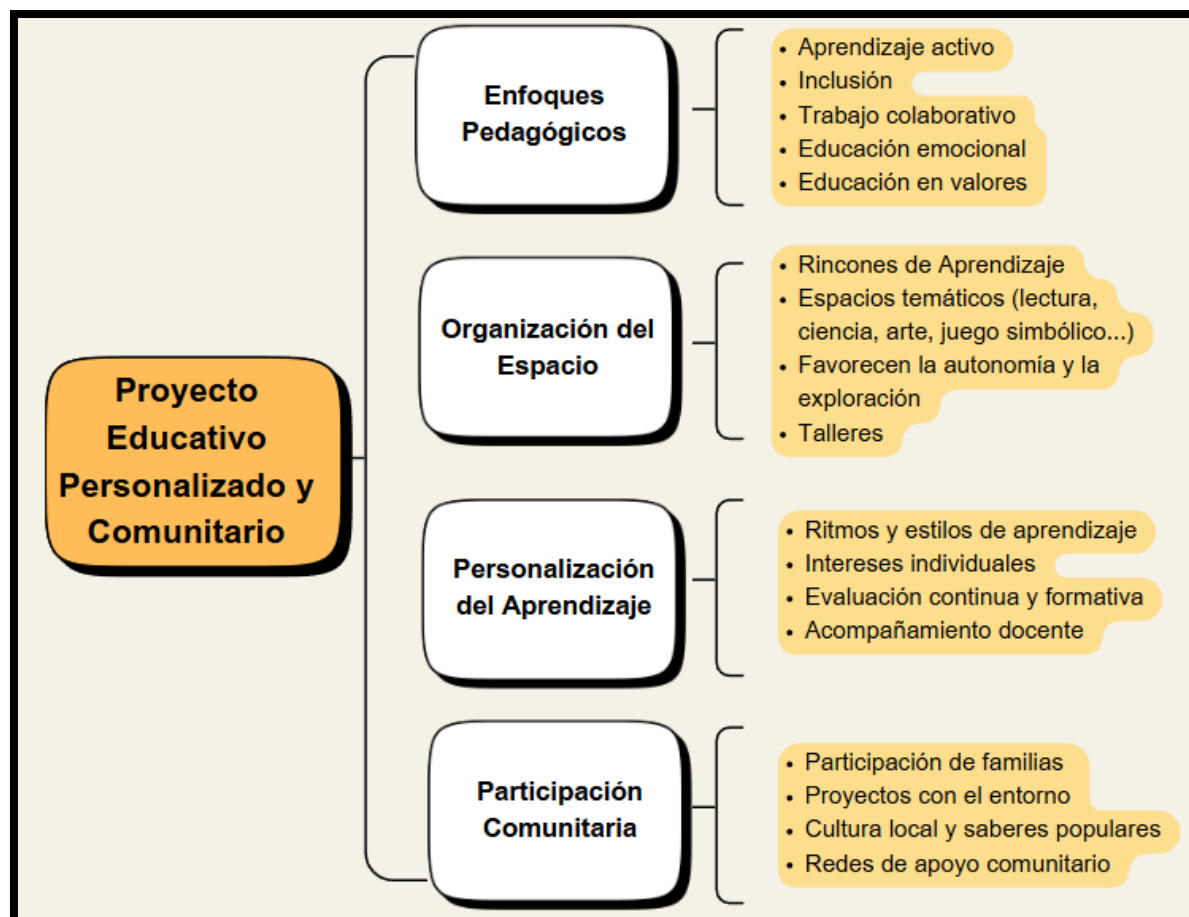 Proyecto
Educativo
Personalizado y
Comunitario
Enfoques
Pedagógicos
• Aprendizaje activo
• Inclusión
• Trabajo colaborativo
• Educación emocional
• Educación en valores
Organización del
Espacio
• Rincones de Aprendizaje
• Espacios temáticos (lectura,
ciencia, arte, juego simbólico...)
• Favorecen la autonomía y la
exploración
• Talleres
Personalización
del Aprendizaje
• Ritmos y estilos de aprendizaje
• Intereses individuales
• Evaluación continua y formativa
• Acompañamiento docente
Participación
Comunitaria
• Participación de familias
• Proyectos con el entorno
• Cultura local y saberes populares
• Redes de apoyo comunitario